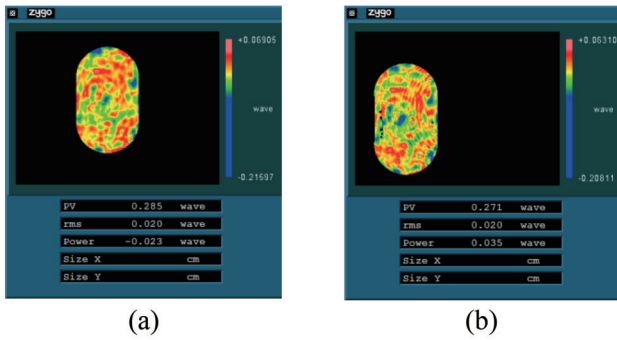 zygo
+0.06905
wave
-0.21597
PV 0.285 wave
rms 0.020 wave
Power -0.023 wave
Size X cm
Size Y cm
(a)
zygo
+0.06310
wave
-0.20811
PV 0.271 wave
rms 0.020 wave
Power 0.035 wave
Size X cm
Size Y cm
(b)